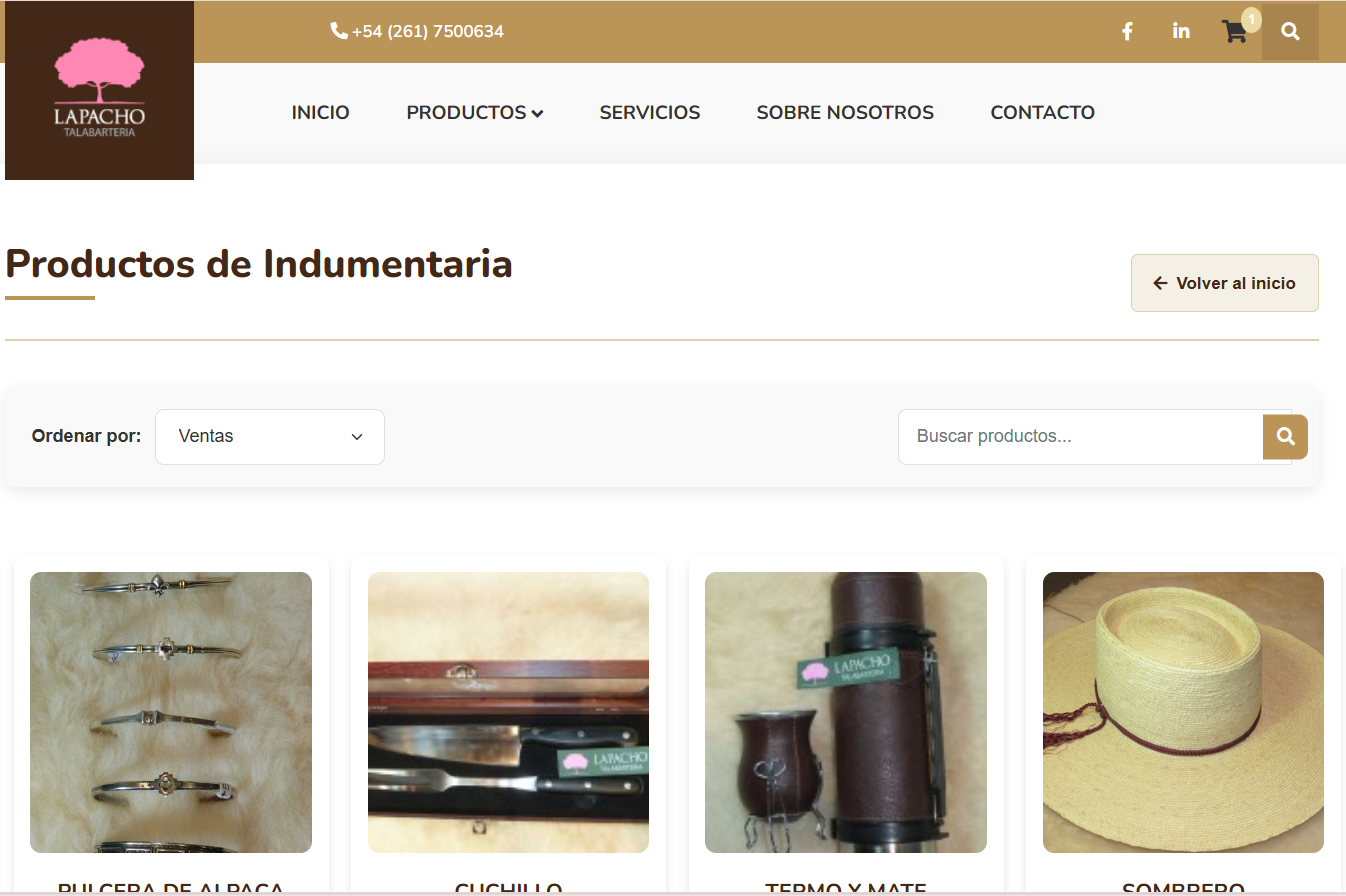 +54 (261) 7500634
1
LAPACHO
TALABARTERIA
INICIO
PRODUCTOS
SERVICIOS
SOBRE NOSOTROS
CONTACTO
Productos de Indumentaria
Volver al inicio
Ordenar por:
Ventas
Buscar productos...
LAPACHO
TALABARTERIA
LAPACHO
TALABARTERIA
PULCERA DE ALPACA
CUCHILLO
TERMO Y MATE
SOMBRERO